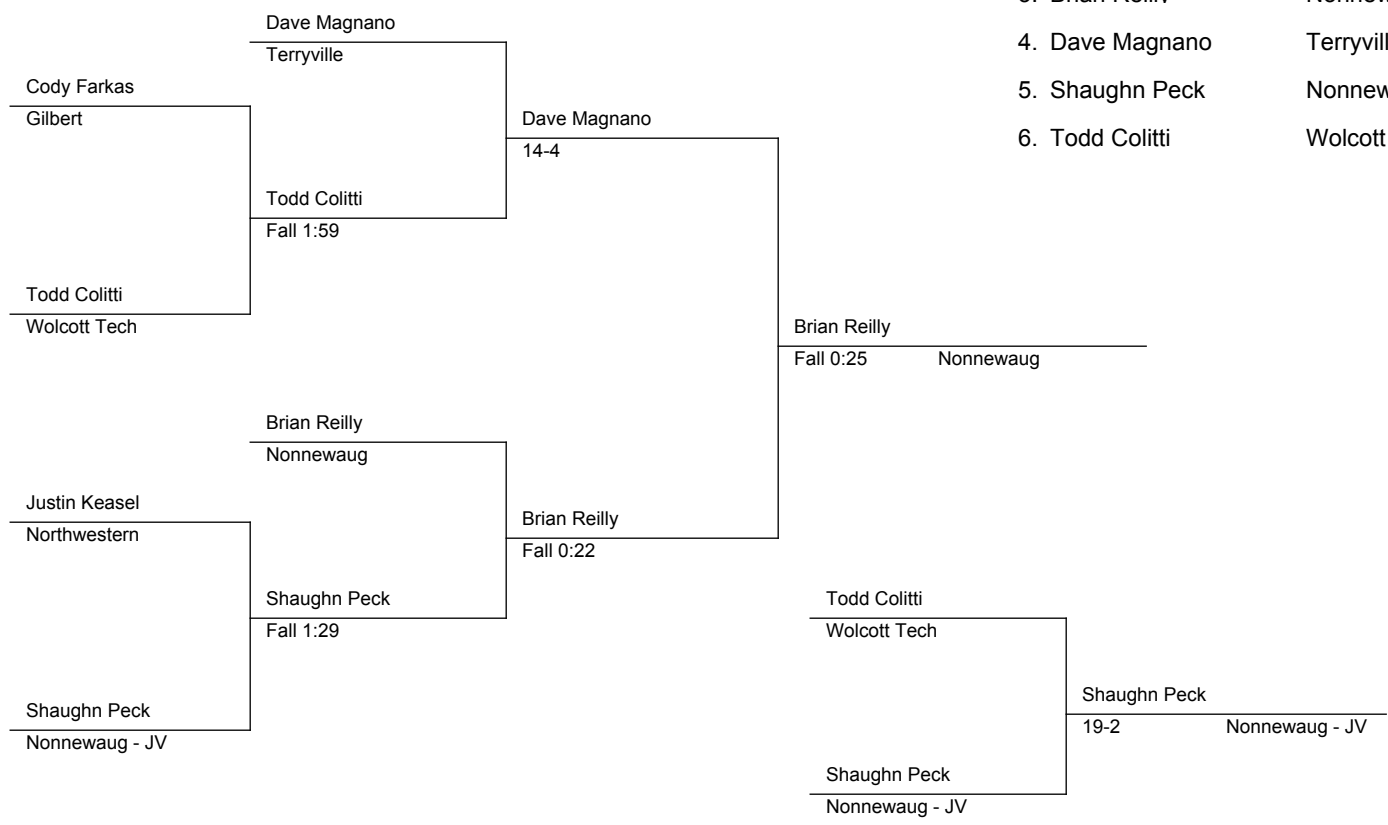 Dave Magnano
Terryville
4. Dave Magnano
5. Shaughn Peck
6. Todd Colitti Wolcott
Cody Farkas
Gilbert
Dave Magnano
14-4
Todd Colitti
Fall 1:59
Todd Colitti
Wolcott Tech
Brian Reilly
Fall 0:25 Nonnewaug
Brian Reilly
Nonnewaug
Justin Keasel
Northwestern
Brian Reilly
Fall 0:22
Shaughn Peck
Fall 1:29
Todd Colitti
Wolcott Tech
Shaughn Peck
Nonnewaug - JV
Shaughn Peck
19-2 Nonnewaug - JV
Shaughn Peck
Nonnewaug - JV